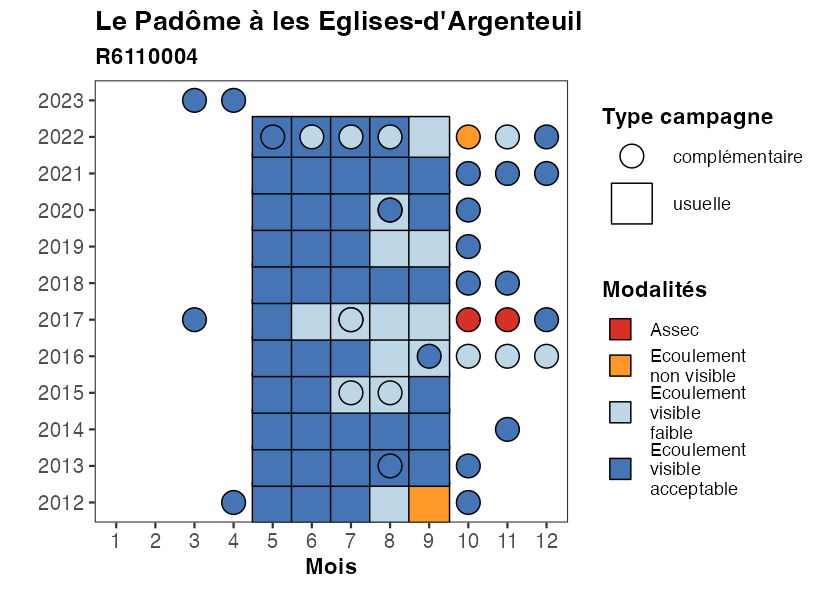 Le Padôme à les Eglises-d'Argenteuil
R6110004
2023
2022
2021
2020
2019
2018
2017
2016
2015
2014
2013
2012
1 2 3 4 5 6 7 8 9 10 11 12
Mois
Type campagne
complémentaire
usuelle
Modalités
Assec
Ecoulement
non visible
Ecoulement
visible
faible
Ecoulement
visible
acceptable